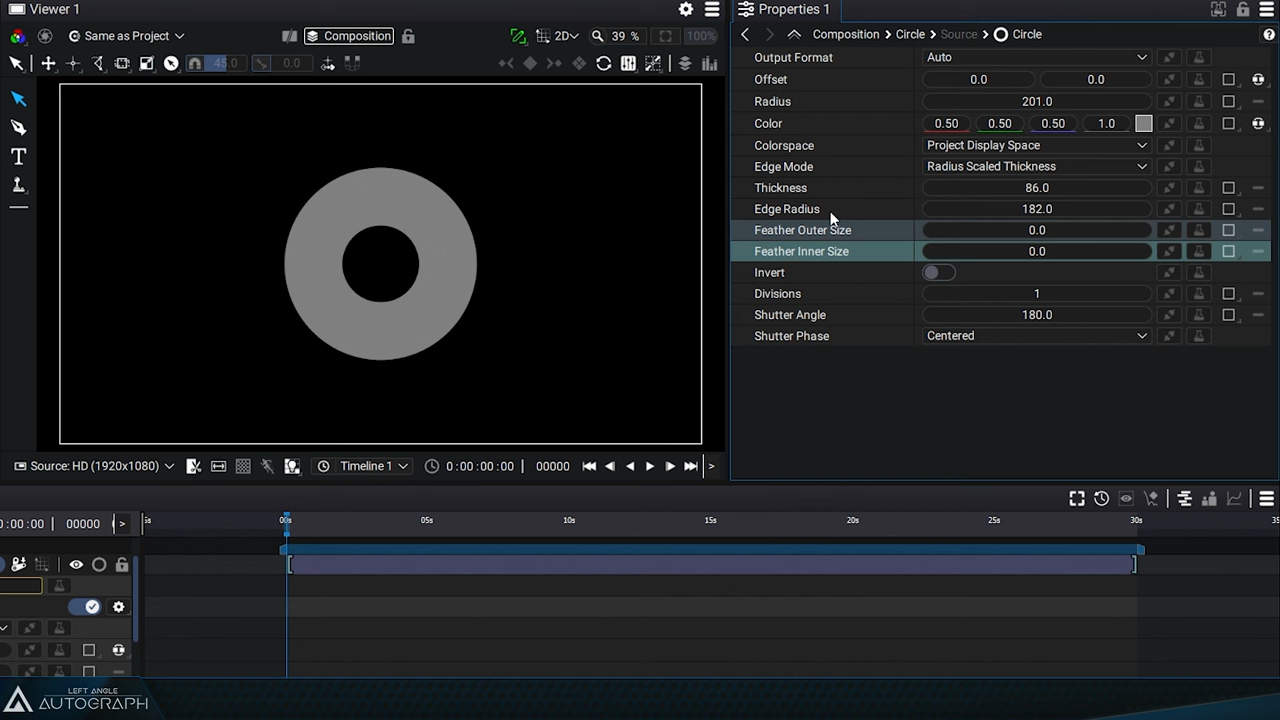 Viewer 1
Same as Project
Composition
2D
39 %
100%
45.0
0.0
Source: HD (1920x1080)
Timeline 1
0:00:00:00
00000
>
Properties 1
Composition > Circle > Source > Circle
?
Output Format Auto
Offset 0.0 0.0
Radius 201.0
Color 0.50 0.50 0.50 1.0
Colorspace Project Display Space
Edge Mode Radius Scaled Thickness
Thickness 86.0
Edge Radius 182.0
Feather Outer Size 0.0
Feather Inner Size 0.0
Invert
Divisions 1
Shutter Angle 180.0
Shutter Phase Centered
0:00:00 00000 >
5s 00s 05s 10s 15s 20s 25s 30s 35
T
LEFT ANGLE
AUTOGRAPH